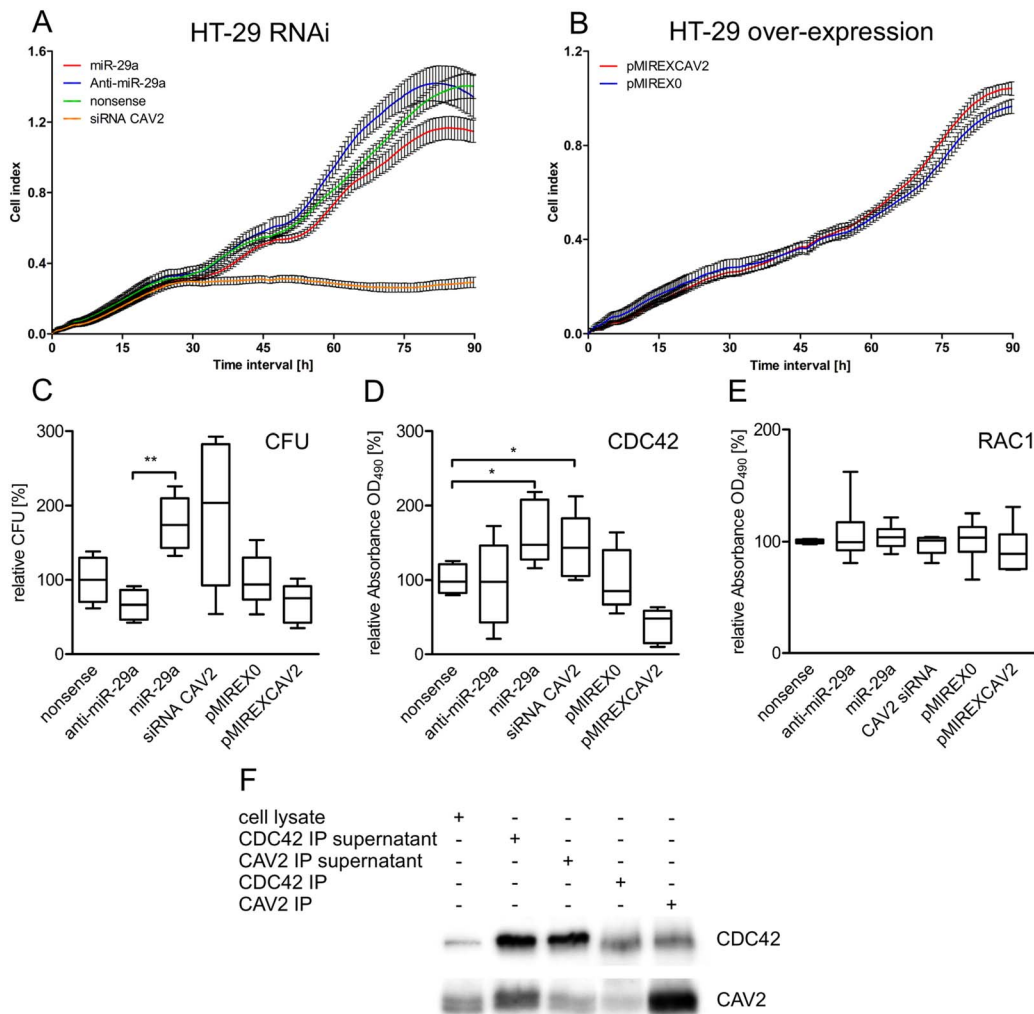 A
HT-29 RNAi
miR-29a
Anti-miR-29a
nonsense
siRNA CAV2
Cell index
1.6
1.2
0.8
0.4
0.0
0 15 30 45 60 75 90
Time interval [h]
B
HT-29 over-expression
pMIREXCAV2
pMIREX0
Cell index
1.2
0.8
0.4
0.0
0 15 30 45 60 75 90
Time interval [h]
C
CFU
relative CFU [%]
300
200
100
0
**
nonsense
anti-miR-29a
miR-29a
siRNA CAV2
pMIREX0
pMIREXCAV2
D
CDC42
relative Absorbance OD490 [%]
300
200
100
0
*
*
nonsense
anti-miR-29a
miR-29a
siRNA CAV2
pMIREX0
pMIREXCAV2
E
RAC1
relative Absorbance OD490 [%]
200
100
0
nonsense
anti-miR-29a
miR-29a
CAV2 siRNA
pMIREX0
pMIREXCAV2
F
cell lysate + - - - -
CDC42 IP supernatant - + - - -
CAV2 IP supernatant - - + - -
CDC42 IP - - - + -
CAV2 IP - - - - +
CDC42
CAV2